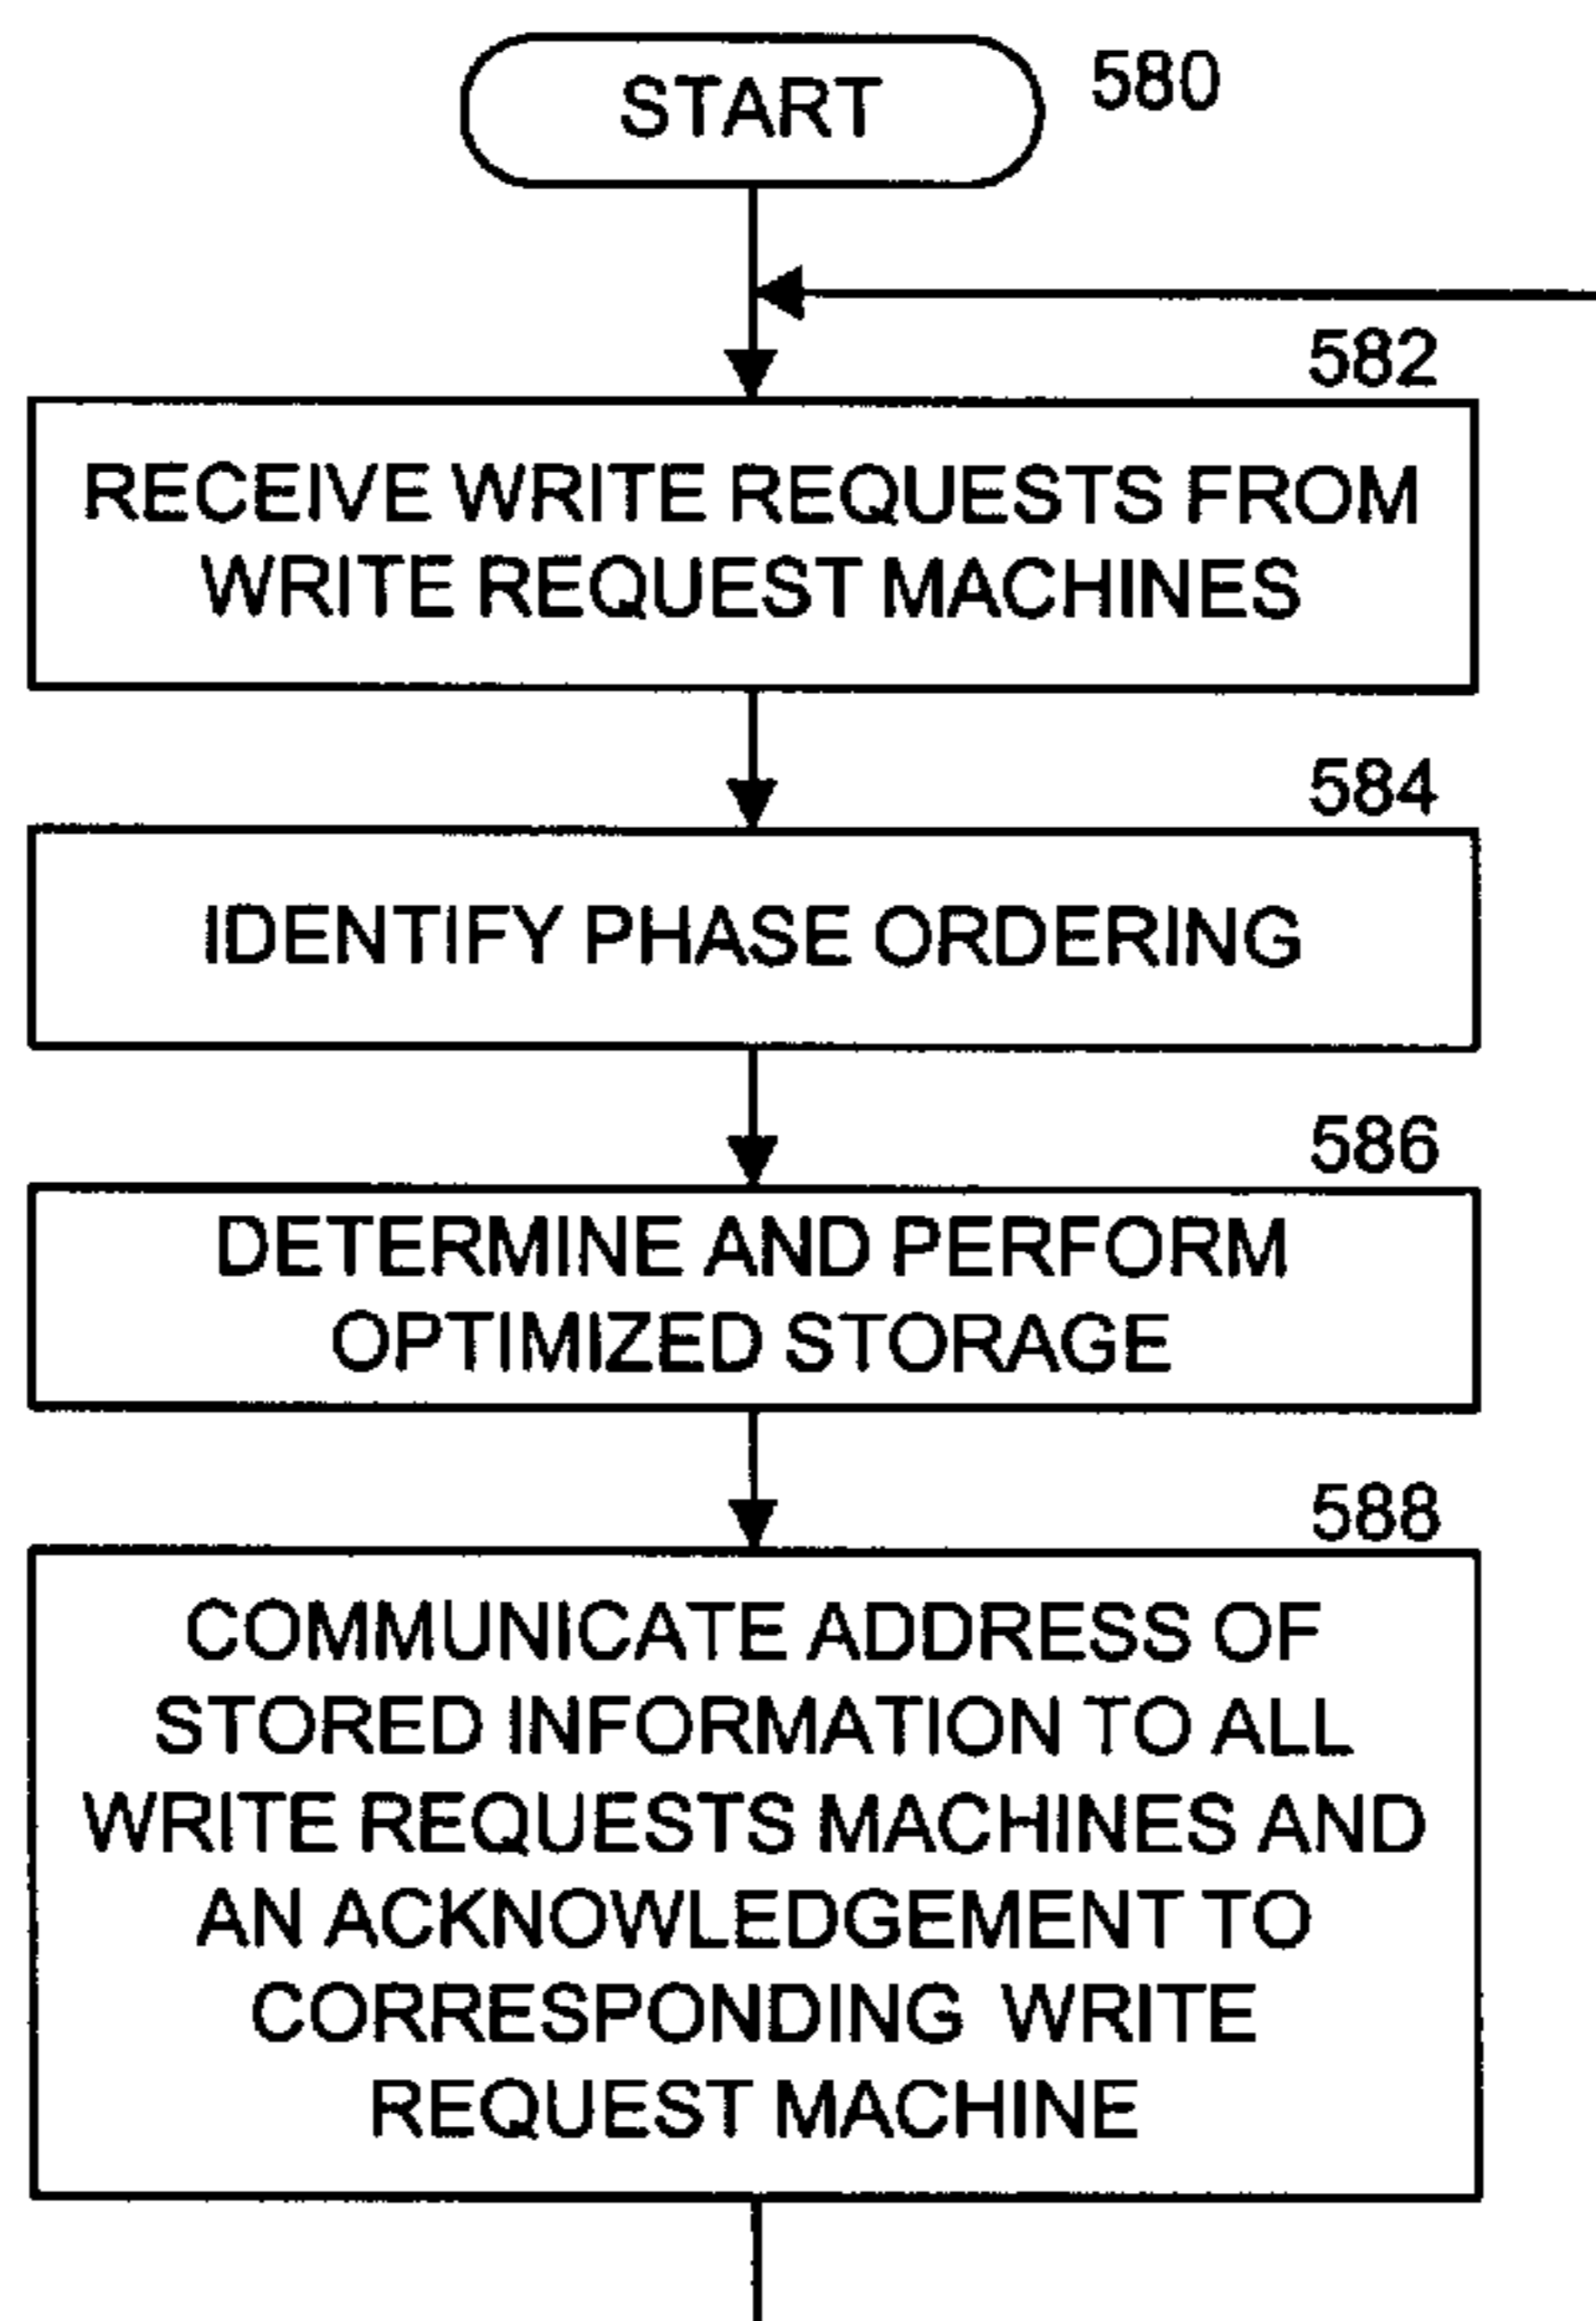 START
580
582
RECEIVE WRITE REQUESTS FROM
WRITE REQUEST MACHINES
584
IDENTIFY PHASE ORDERING
586
DETERMINE AND PERFORM
OPTIMIZED STORAGE
588
COMMUNICATE ADDRESS OF
STORED INFORMATION TO ALL
WRITE REQUESTS MACHINES AND
AN ACKNOWLEDGEMENT TO
CORRESPONDING WRITE
REQUEST MACHINE